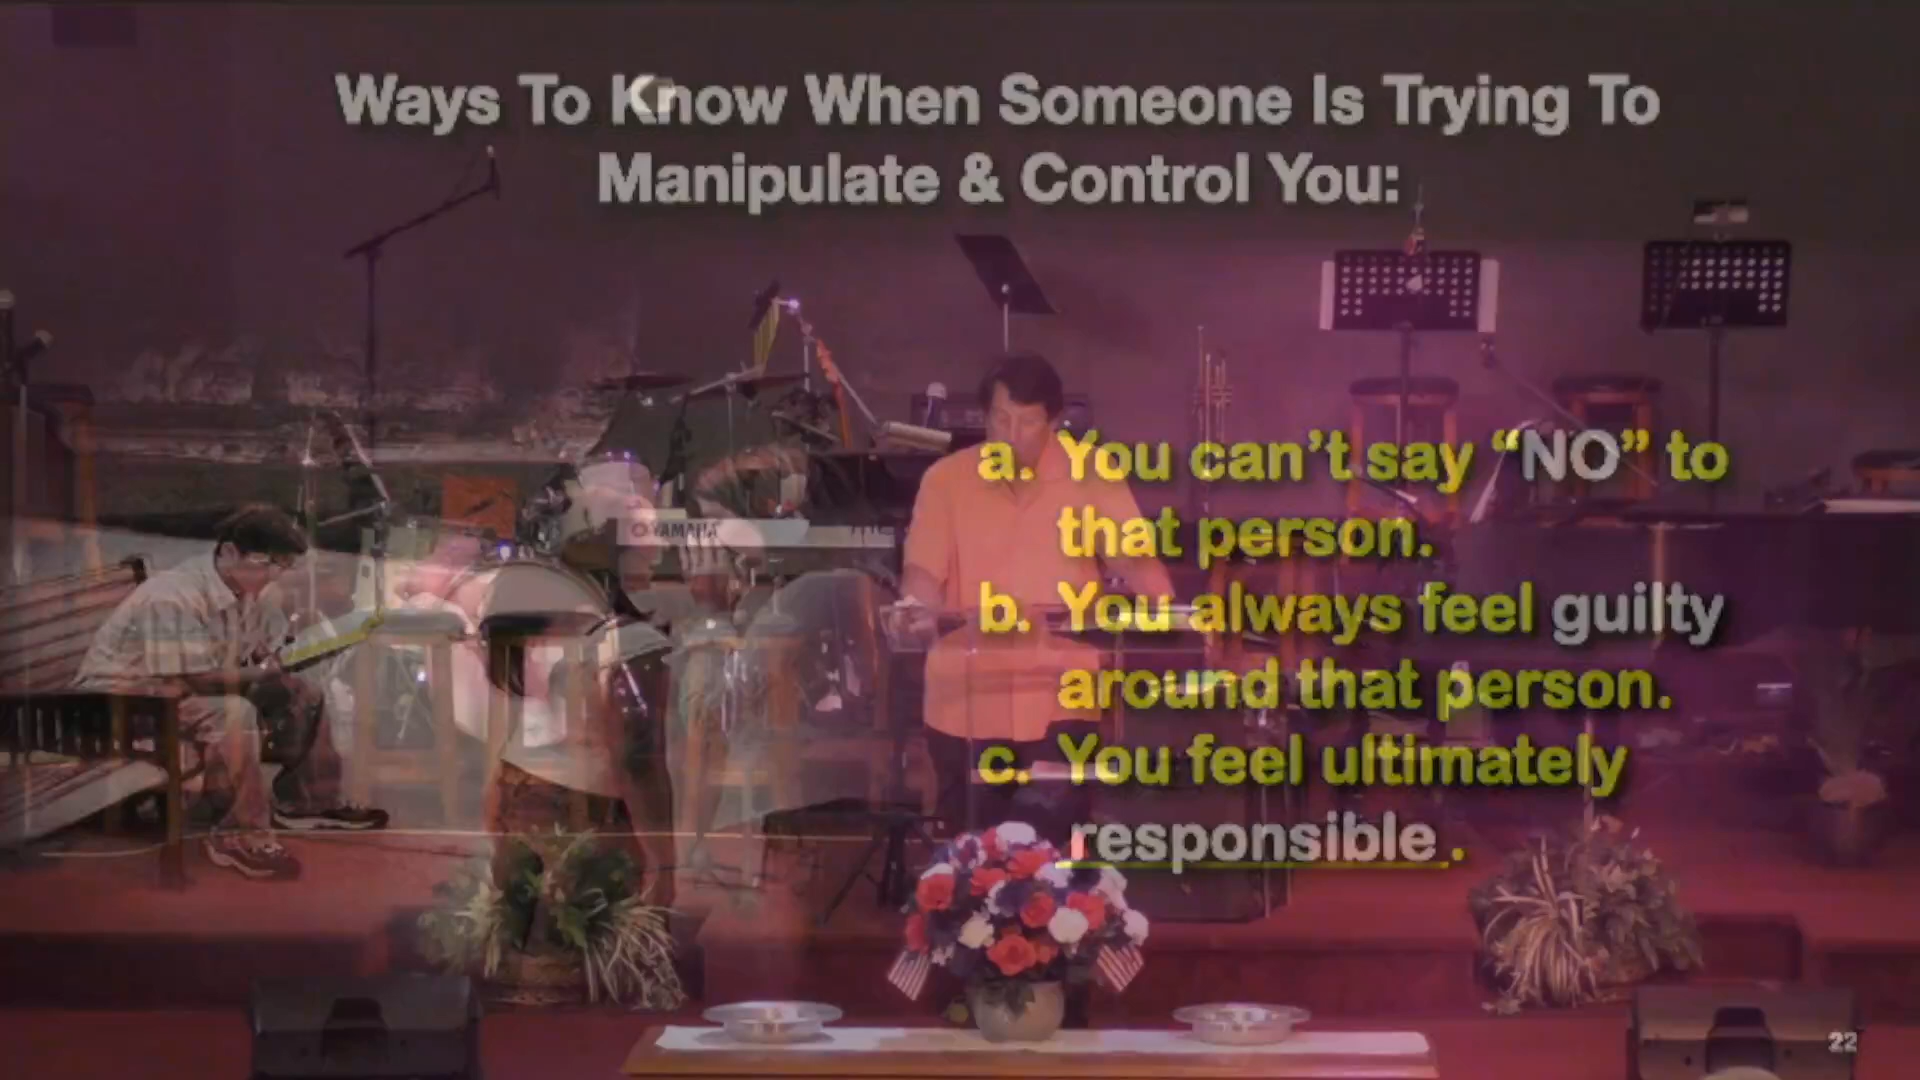 Ways To Know When Someone Is Trying To
Manipulate & Control You:
a. You can't say “NO” to
that person.
b. You always feel guilty
around that person.
c. You feel ultimately
responsible.
YAMAHA
22